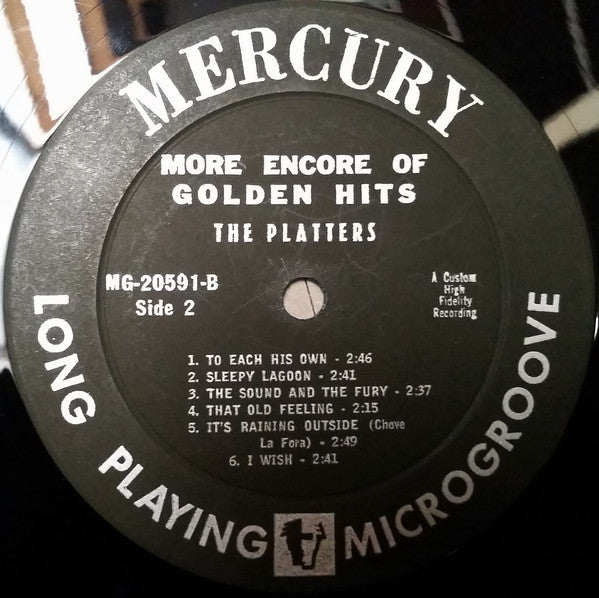 MERCURY
MORE ENCORE OF
GOLDEN HITS
THE PLATTERS
MG-20591-B
Side 2
A Custom
High
Fidelity
Recording
1. TO EACH HIS OWN - 2:46
2. SLEEPY LAGOON - 2:41
3. THE SOUND AND THE FURY - 2:37
4. THAT OLD FEELING - 2:15
5. IT'S RAINING OUTSIDE (Chove
La Fora) - 2:49
6. I WISH - 2:41
LONG PLAYING MICROGROOVE